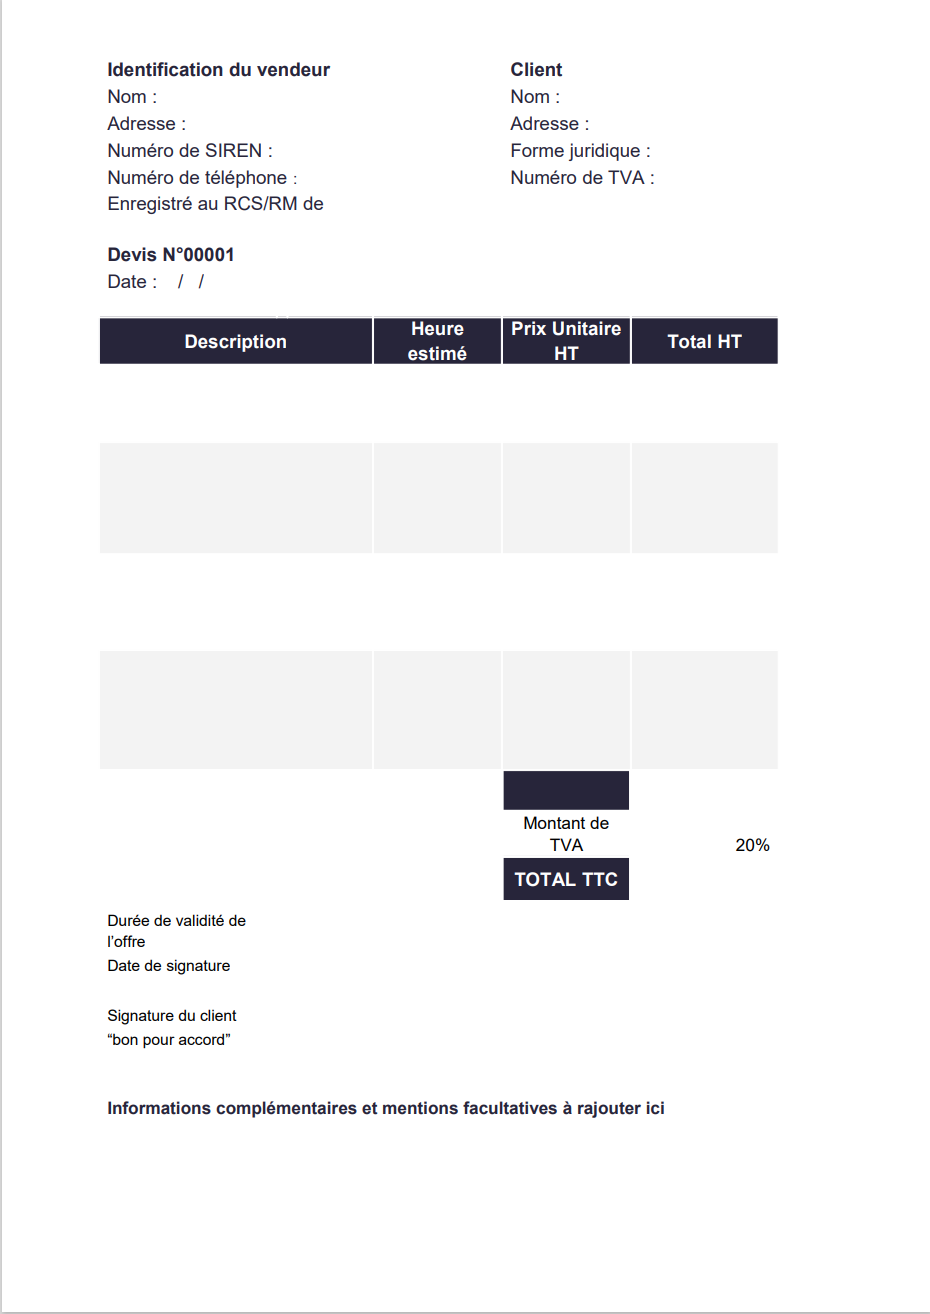 Identification du vendeur
Nom :
Adresse :
Numéro de SIREN :
Numéro de téléphone :
Enregistré au RCS/RM de
Client
Nom :
Adresse :
Forme juridique :
Numéro de TVA :
Devis N°00001
Date : / /
Description
Heure
estimé
Prix Unitaire
HT
Total HT
Montant de
TVA
20%
TOTAL TTC
Durée de validité de
l’offre
Date de signature
Signature du client
“bon pour accord”
Informations complémentaires et mentions facultatives à rajouter ici